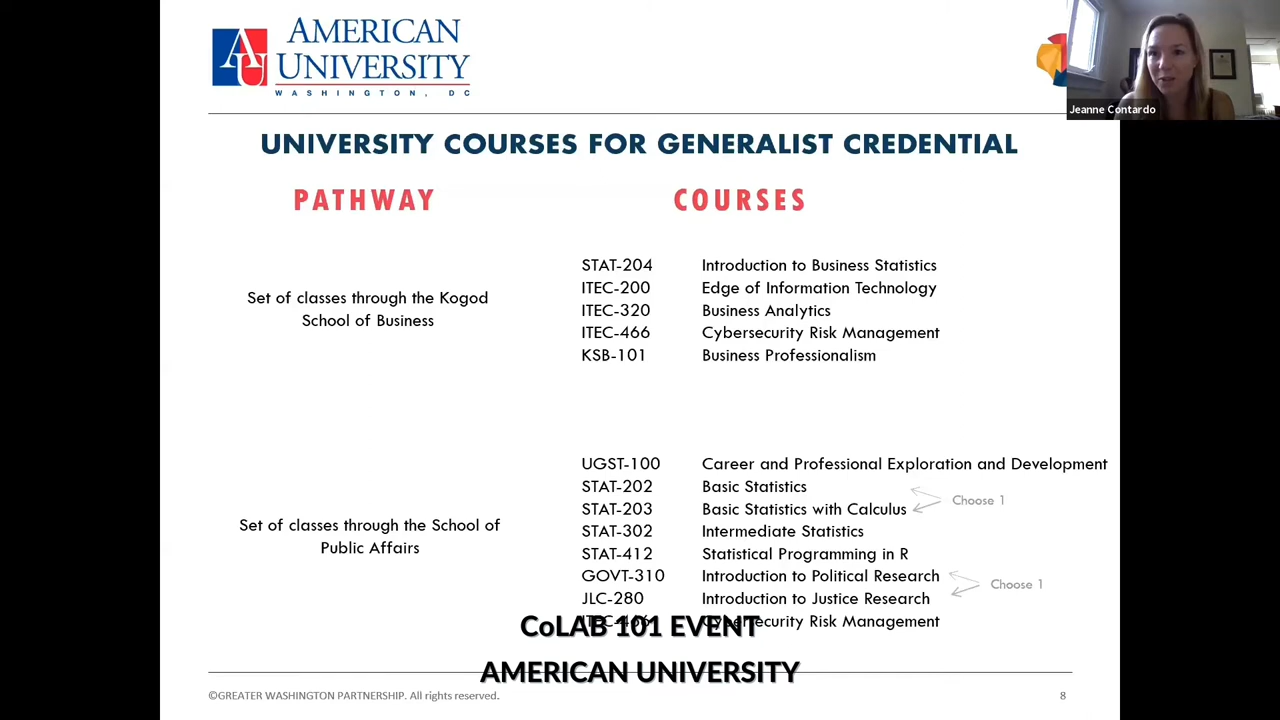 AMERICAN
UNIVERSITY
WASHINGTON, DC
Jeanne Contardo
UNIVERSITY COURSES FOR GENERALIST CREDENTIAL
PATHWAY
COURSES
Set of classes through the Kogod
School of Business
STAT-204 Introduction to Business Statistics
ITEC-200 Edge of Information Technology
ITEC-320 Business Analytics
ITEC-466 Cybersecurity Risk Management
KSB-101 Business Professionalism
Set of classes through the School of
Public Affairs
UGST-100 Career and Professional Exploration and Development
STAT-202 Basic Statistics
STAT-203 Basic Statistics with Calculus
Choose 1
STAT-302 Intermediate Statistics
STAT-412 Statistical Programming in R
GOVT-310 Introduction to Political Research
JLC-280 Introduction to Justice Research
Choose 1
ITEC-466 Cybersecurity Risk Management
CoLAB 101 EVENT
AMERICAN UNIVERSITY
©GREATER WASHINGTON PARTNERSHIP. All rights reserved.
8